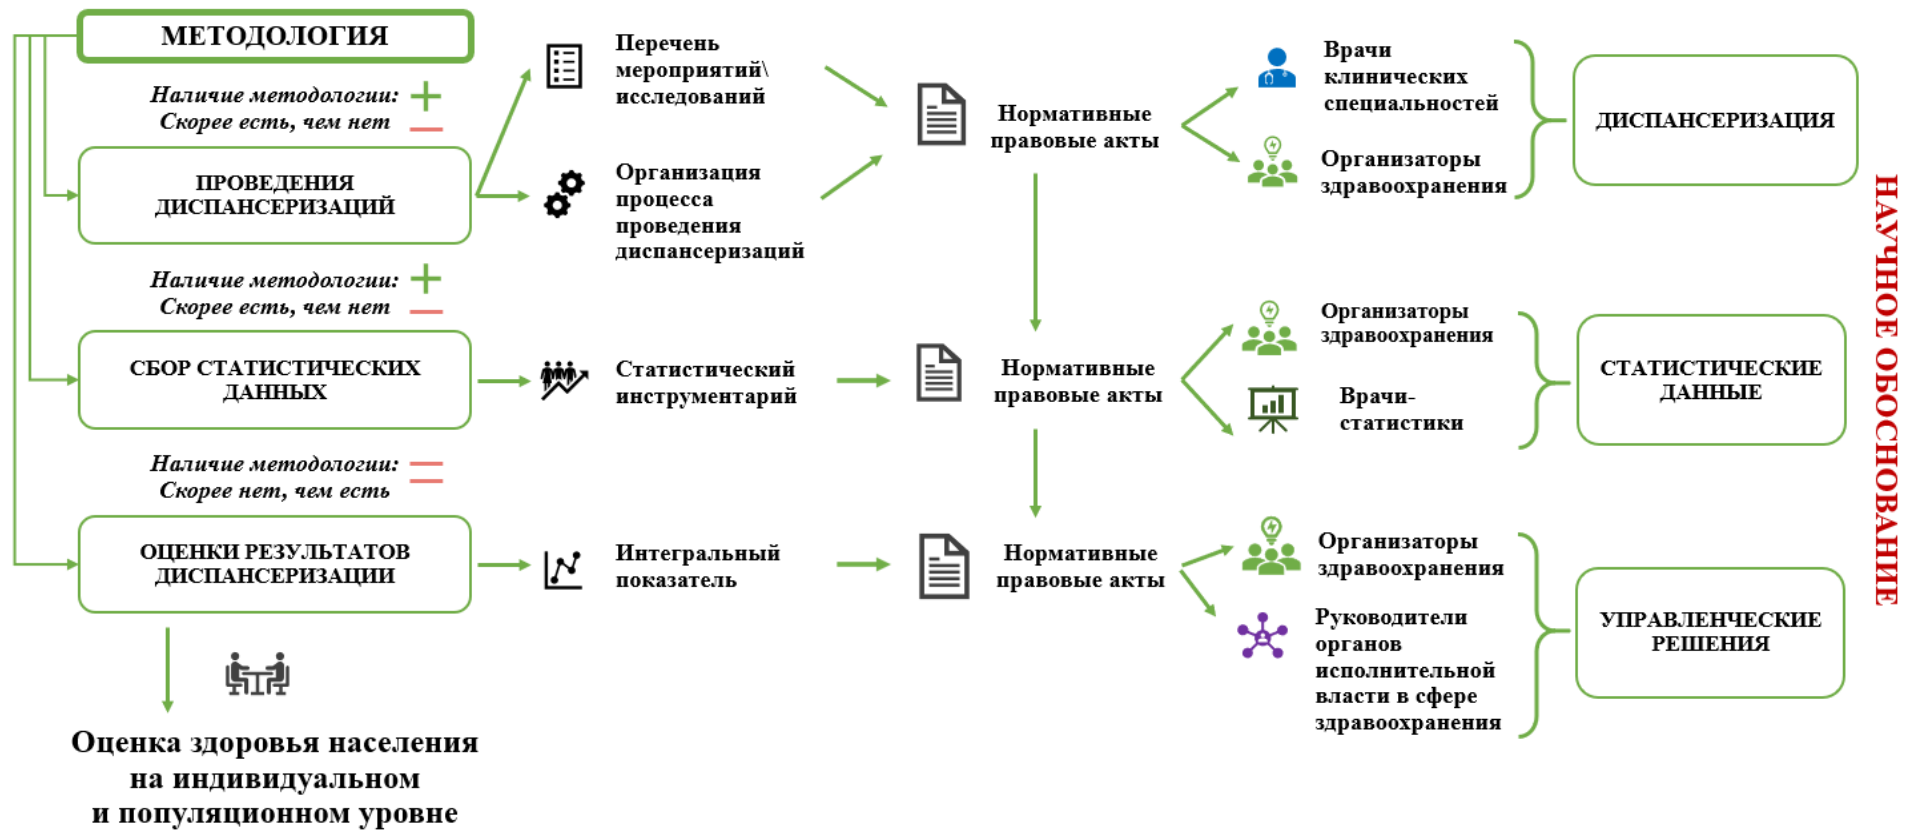 МЕТОДОЛОГИЯ
Наличие методологии:
Скорее есть, чем нет
ПРОВЕДЕНИЯ
ДИСПАНСЕРИЗАЦИЙ
Перечень
мероприятий\
исследований
Организация
процесса
проведения
диспансеризаций
Нормативные
правовые акты
Врачи
клинических
специальностей
Организаторы
здравоохранения
ДИСПАНСЕРИЗАЦИЯ
Наличие методологии:
Скорее есть, чем нет
СБОР СТАТИСТИЧЕСКИХ
ДАННЫХ
Статистический
инструментарий
Нормативные
правовые акты
Организаторы
здравоохранения
Врачи-
статистики
СТАТИСТИЧЕСКИЕ
ДАННЫЕ
Наличие методологии:
Скорее нет, чем есть
ОЦЕНКИ РЕЗУЛЬТАТОВ
ДИСПАНСЕРИЗАЦИИ
Интегральный
показатель
Нормативные
правовые акты
Организаторы
здравоохранения
Руководители
органов
исполнительной
власти в сфере
здравоохранения
УПРАВЛЕНЧЕСКИЕ
РЕШЕНИЯ
Оценка здоровья населения
на индивидуальном
и популяционном уровне
НАУЧНОЕ ОБОСНОВАНИЕ